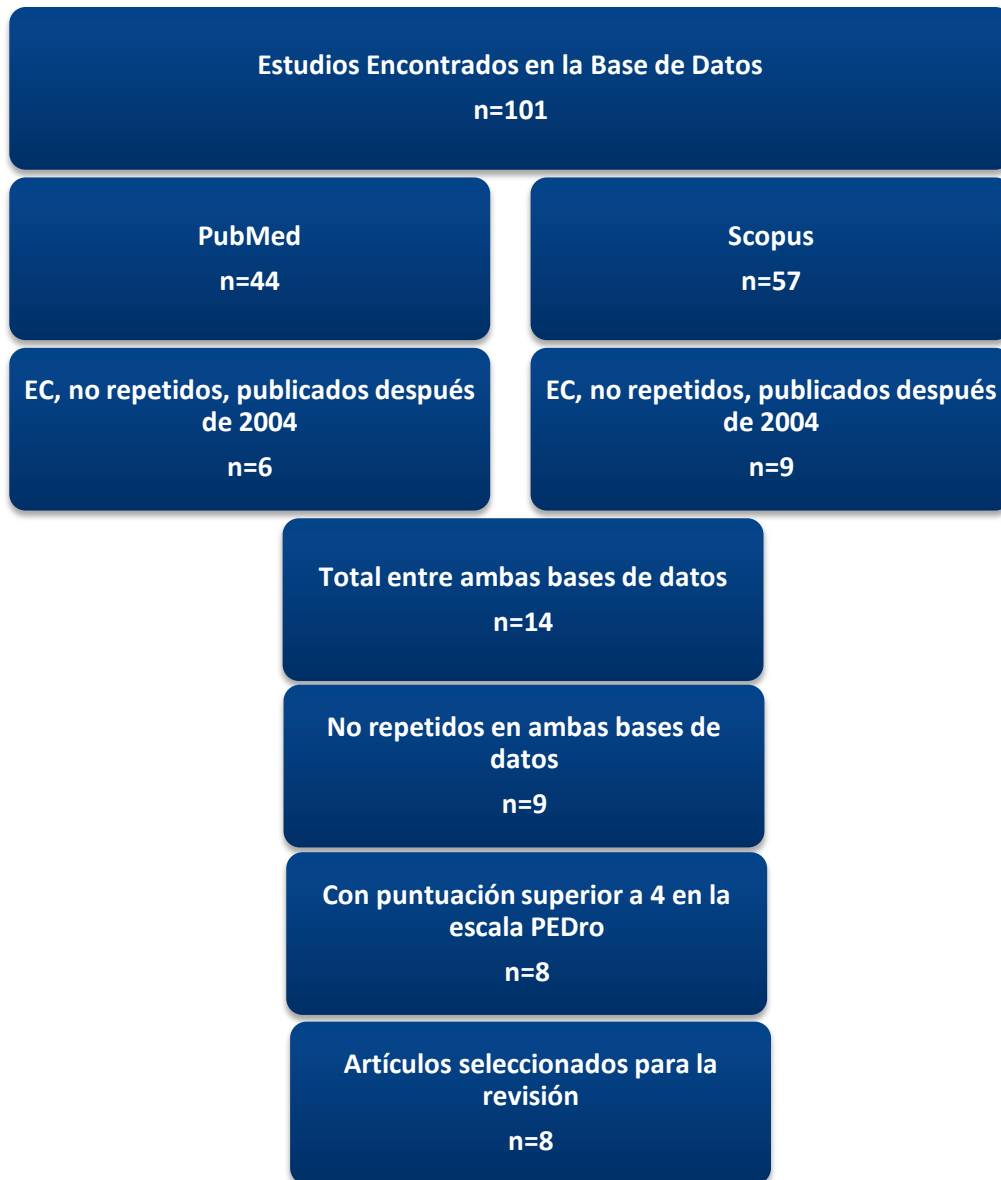 Estudios Encontrados en la Base de Datos
n=101
PubMed
n=44
Scopus
n=57
EC, no repetidos, publicados después
de 2004
n=6
EC, no repetidos, publicados después
de 2004
n=9
Total entre ambas bases de datos
n=14
No repetidos en ambas bases de
datos
n=9
Con puntuación superior a 4 en la
escala PEDro
n=8
Artículos seleccionados para la
revisión
n=8